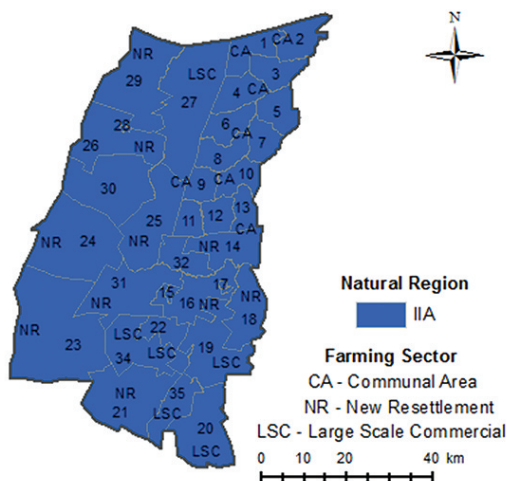 N
CA 1 CA 2
NR
LSC
3
29
27
4 CA
5
6
CA
28
7
26
NR
8
CA 9 CA 10
30
13
11 12
25
CA
NR 24
NR
NR 14
32
31
17
15
NR
NR
16 NR
18
LSC 22
NR
23
19
34
LSC
LSC
NR
35
21
LSC
20
LSC
Natural Region
IIA
Farming Sector
CA - Communal Area
NR - New Resettlement
LSC - Large Scale Commercial
0 10 20 40 km